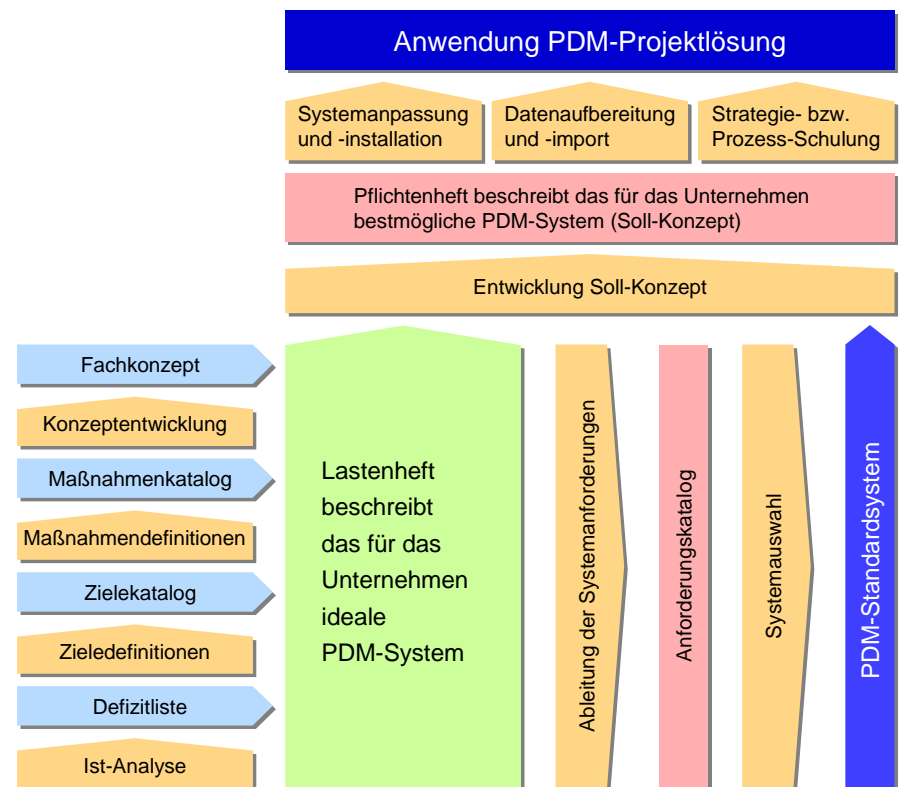 Anwendung PDM-Projektlösung
Systemanpassung
und -installation
Datenaufbereitung
und -import
Strategie- bzw.
Prozess-Schulung
Pflichtenheft beschreibt das für das Unternehmen
bestmögliche PDM-System (Soll-Konzept)
Entwicklung Soll-Konzept
Fachkonzept
Konzeptentwicklung
Maßnahmenkatalog
Maßnahmendefinitionen
Zielekatalog
Zieledefinitionen
Defizitliste
Ist-Analyse
Lastenheft
beschreibt
das für das
Unternehmen
ideale
PDM-System
Ableitung der Systemanforderungen
Anforderungskatalog
Systemauswahl
PDM-Standardsystem